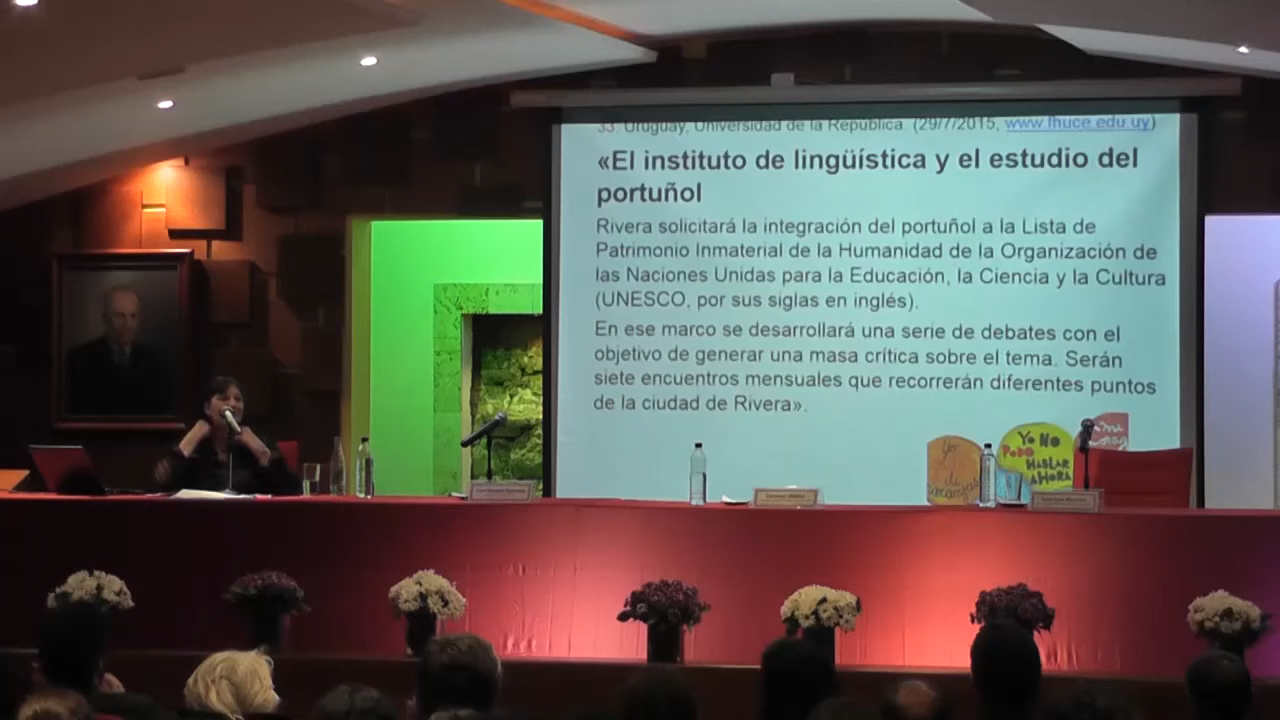 33. Uruguay, Universidad de la República. (29/7/2015, www.fhuce.edu.uy)
«El instituto de lingüística y el estudio del
portuñol
Rivera solicitará la integración del portuñol a la Lista de
Patrimonio Inmaterial de la Humanidad de la Organización de
las Naciones Unidas para la Educación, la Ciencia y la Cultura
(UNESCO, por sus siglas en inglés).
En ese marco se desarrollará una serie de debates con el
objetivo de generar una masa crítica sobre el tema. Serán
siete encuentros mensuales que recorrerán diferentes puntos
de la ciudad de Rivera».
Yo
de
Yo No
PoDo
HABLAR
AHORA